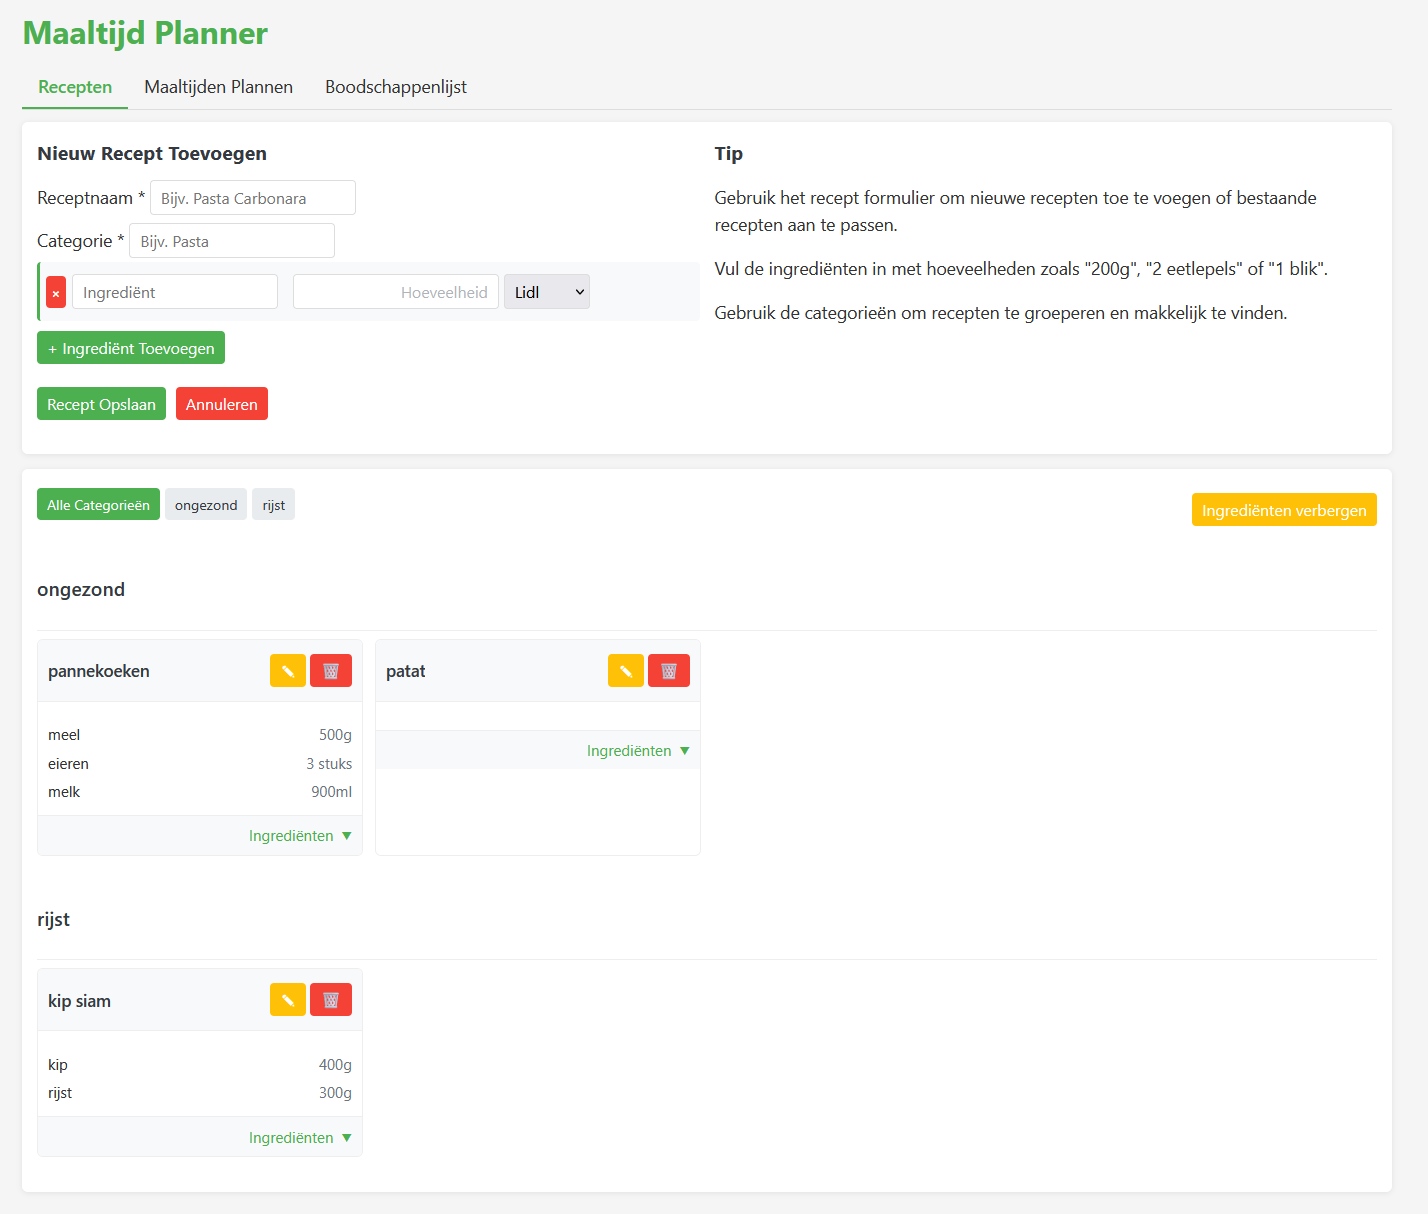 Maaltijd Planner
Recepten Maaltijden Plannen Boodschappenlijst
Nieuw Recept Toevoegen
Receptnaam * Bijv. Pasta Carbonara
Categorie * Bijv. Pasta
× Ingrediënt Hoeveelheid Lidl
+ Ingrediënt Toevoegen
Recept Opslaan Annuleren
Tip
Gebruik het recept formulier om nieuwe recepten toe te voegen of bestaande
recepten aan te passen.
Vul de ingrediënten in met hoeveelheden zoals "200g", "2 eetlepels" of "1 blik".
Gebruik de categorieën om recepten te groeperen en makkelijk te vinden.
Alle Categorieën ongezond rijst Ingrediënten verbergen
ongezond
pannekoeken
meel 500g
eieren 3 stuks
melk 900ml
Ingrediënten ▼
patat
Ingrediënten ▼
rijst
kip siam
kip 400g
rijst 300g
Ingrediënten ▼